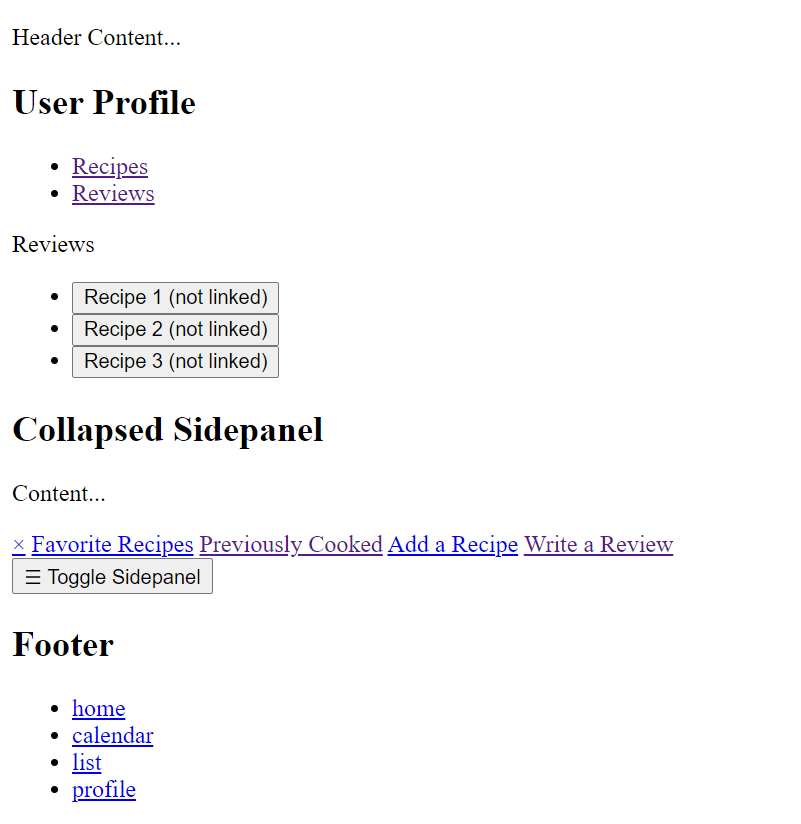 Header Content...
User Profile
Recipes
Reviews
Reviews
Recipe 1 (not linked)
Recipe 2 (not linked)
Recipe 3 (not linked)
Collapsed Sidepanel
Content...
× Favorite Recipes Previously Cooked Add a Recipe Write a Review
☰ Toggle Sidepanel
Footer
home
calendar
list
profile